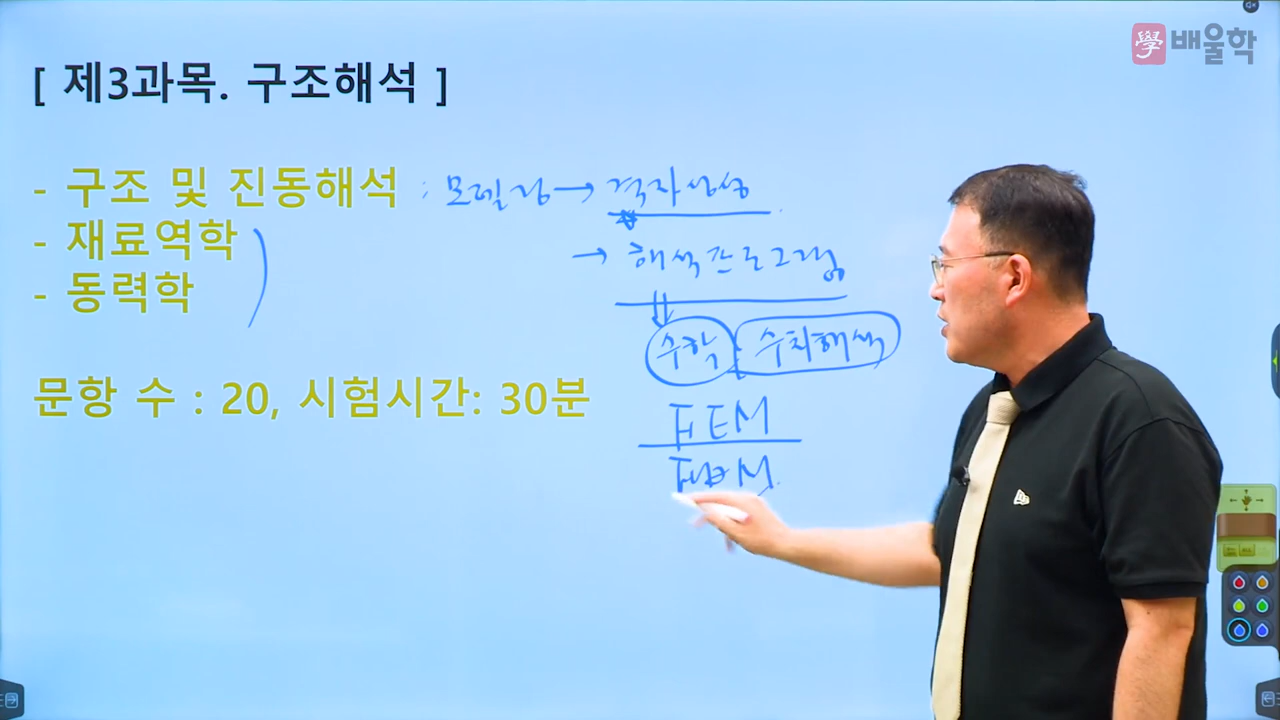 學 배울학
[ 제3과목. 구조해석 ]
- 구조 및 진동해석 : 모델링 → 격자생성
- 재료역학
→ 해석프로그램
- 동력학
수학 수치해석
문항 수 : 20, 시험시간: 30분
FEM